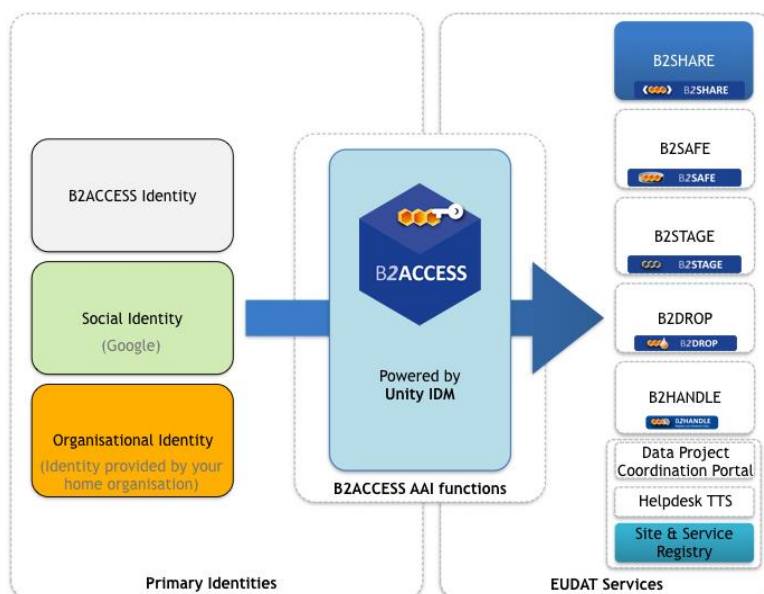 B2ACCESS Identity
Social Identity
(Google)
Organisational Identity
(Identity provided by your
home organisation)
Primary Identities
B2ACCESS
Powered by
Unity IDM
B2ACCESS AAI functions
B2SHARE
B2SHARE
B2SAFE
B2SAFE
B2STAGE
B2STAGE
B2DROP
B2DROP
B2HANDLE
B2HANDLE
Data Project
Coordination Portal
Helpdesk TTS
Site & Service
Registry
EUDAT Services